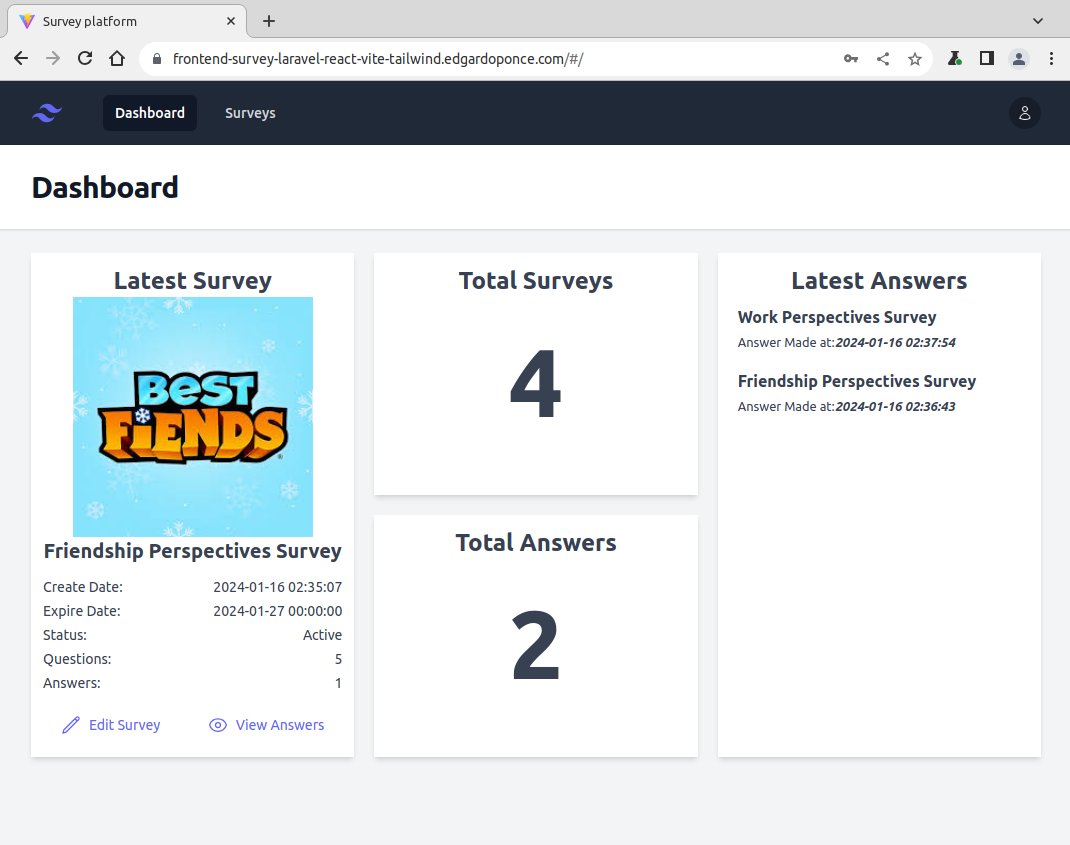 Survey platform
frontend-survey-laravel-react-vite-tailwind.edgardoponce.com/#/
Dashboard
Surveys
Dashboard
Latest Survey
BEST
FIENDS
Friendship Perspectives Survey
Create Date: 2024-01-16 02:35:07
Expire Date: 2024-01-27 00:00:00
Status: Active
Questions: 5
Answers: 1
Edit Survey
View Answers
Total Surveys
4
Total Answers
2
Latest Answers
Work Perspectives Survey
Answer Made at:2024-01-16 02:37:54
Friendship Perspectives Survey
Answer Made at:2024-01-16 02:36:43